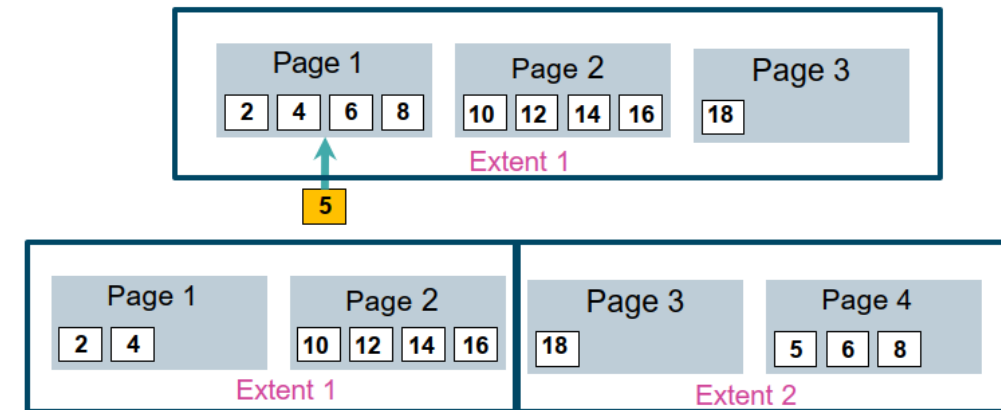 Page 1
Page 2
Page 3
2 4 6 8
10 12 14 16
18
Extent 1
5
Page 1
Page 2
Page 3
Page 4
2 4
10 12 14 16
18
5 6 8
Extent 1
Extent 2